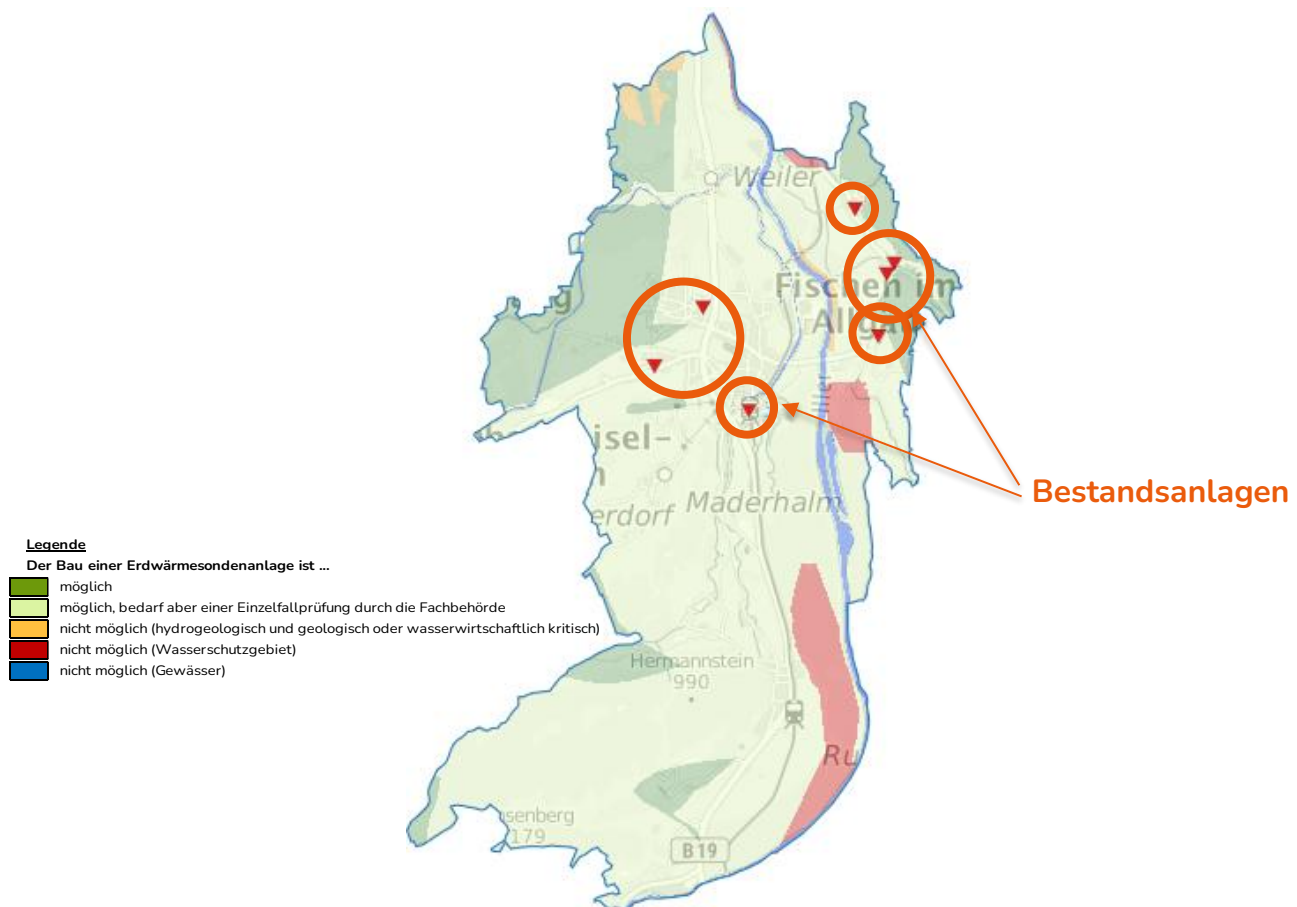 Weiler
Fischen im
Allgäu
Iller
isel-
n
erdorf
Maderhalm
Bestandsanlagen
Legende
Der Bau einer Erdwärmesondenanlage ist ...
möglich
möglich, bedarf aber einer Einzelfallprüfung durch die Fachbehörde
nicht möglich (hydrogeologisch und geologisch oder wasserwirtschaftlich kritisch)
nicht möglich (Wasserschutzgebiet)
nicht möglich (Gewässer)
Hermannstein
990
Ru
senberg
179
B 19